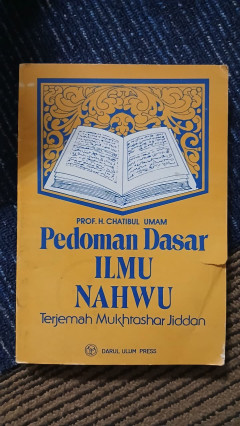 PROF. H. CHATIBUL UMAM
Pedoman Dasar
ILMU
NAHWU
Terjemah Mukhtashar Jiddan
DARUL ULUM PRESS